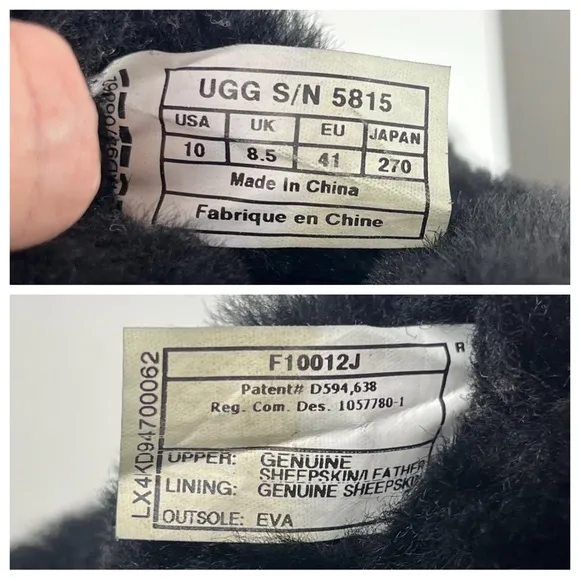 UGG S/N 5815
USA UK EU JAPAN
10 8.5 41 270
Made In China
Fabrique en Chine
F10012J
R
Patent# D594,638
Reg. Com. Des. 1057780-1
LX4KD94700062
UPPER: GENUINE
SHEEPSKIN/LEATHER
LINING: GENUINE SHEEPSKIN
OUTSOLE: EVA